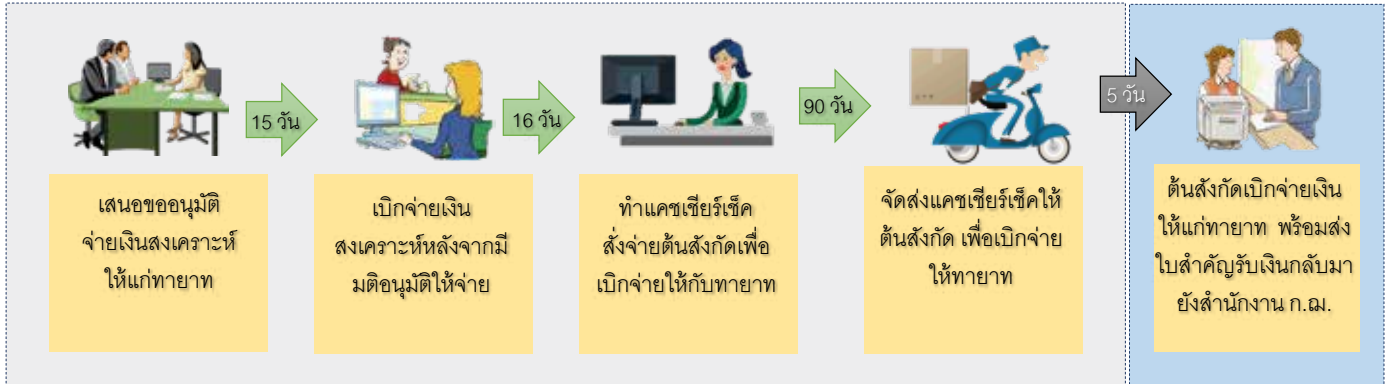 15 วัน
16 วัน
90 วัน
5 วัน
เสนอขออนุมัติ
จ่ายเงินสงเคราะห์
ให้แก่ทายาท
เบิกจ่ายเงิน
สงเคราะห์หลังจากมี
มติอนุมัติให้จ่าย
ทำแคชเชียร์เช็ค
สั่งจ่ายต้นสังกัดเพื่อ
เบิกจ่ายให้กับทายาท
จัดส่งแคชเชียร์เช็คให้
ต้นสังกัด เพื่อเบิกจ่าย
ให้ทายาท
ต้นสังกัดเบิกจ่ายเงิน
ให้แก่ทายาท พร้อมส่ง
ใบสำคัญรับเงินกลับมา
ยังสำนักงาน ก.ฌ.